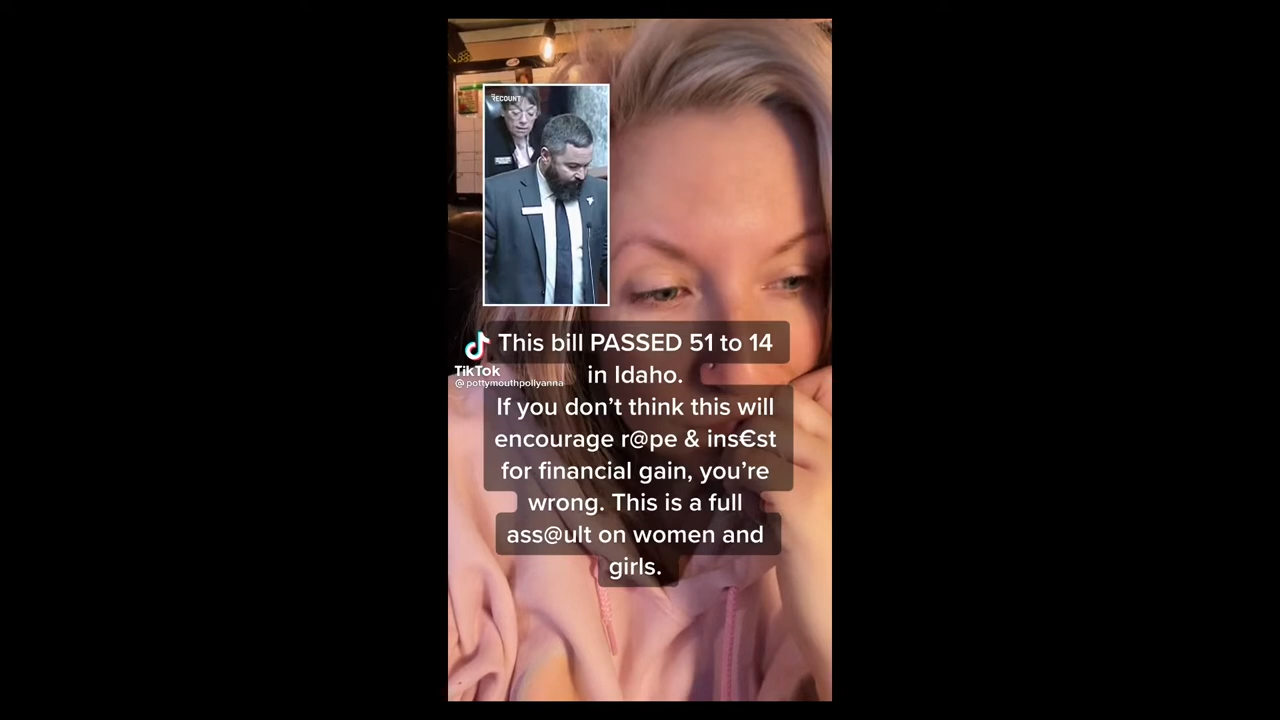 RECOUNT
This bill PASSED 51 to 14
in Idaho.
If you don't think this will
encourage r@pe & ins€st
for financial gain, you're
wrong. This is a full
ass@ult on women and
girls.
TikTok
@pottymouthpollyanna